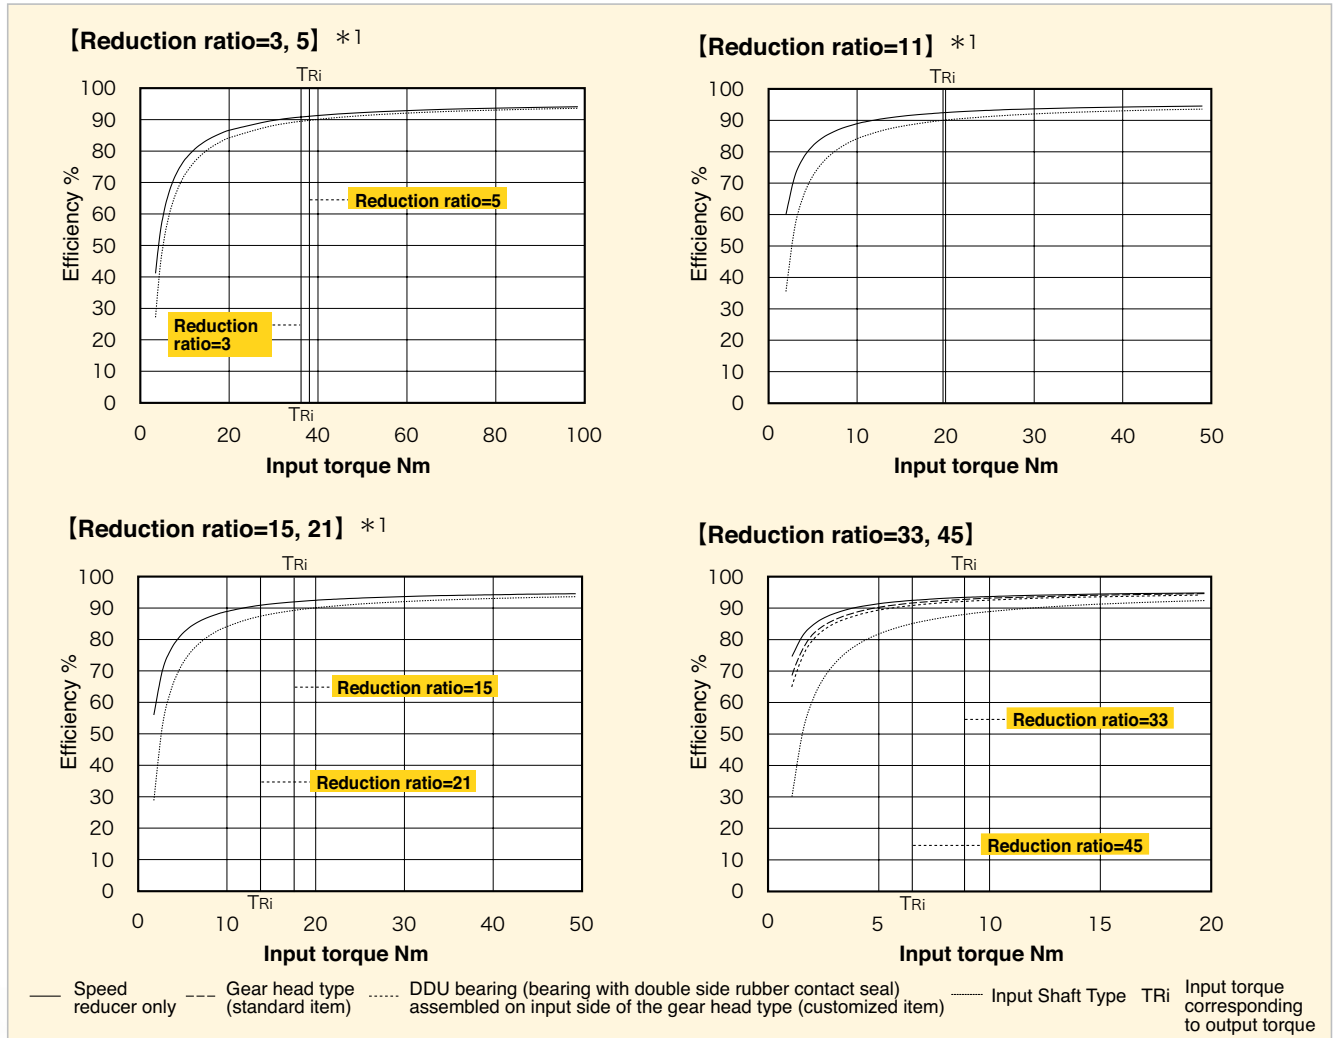 【Reduction ratio=3, 5】 *1
TRi
100
90
80
70
60
50
40
30
20
10
0
Efficiency %
Reduction ratio=5
Reduction
ratio=3
TRi
0 20 40 60 80 100
Input torque Nm
【Reduction ratio=11】 *1
TRi
100
90
80
70
60
50
40
30
20
10
0
Efficiency %
0 10 20 30 40 50
Input torque Nm
【Reduction ratio=15, 21】 *1
TRi
100
90
80
70
60
50
40
30
20
10
0
Efficiency %
Reduction ratio=15
Reduction ratio=21
TRi
0 10 20 30 40 50
Input torque Nm
【Reduction ratio=33, 45】
TRi
100
90
80
70
60
50
40
30
20
10
0
Efficiency %
Reduction ratio=33
Reduction ratio=45
TRi
0 5 10 15 20
Input torque Nm
Speed
reducer only
Gear head type
(standard item)
DDU bearing (bearing with double side rubber contact seal)
assembled on input side of the gear head type (customized item)
Input Shaft Type
TRi
Input torque
corresponding
to output torque